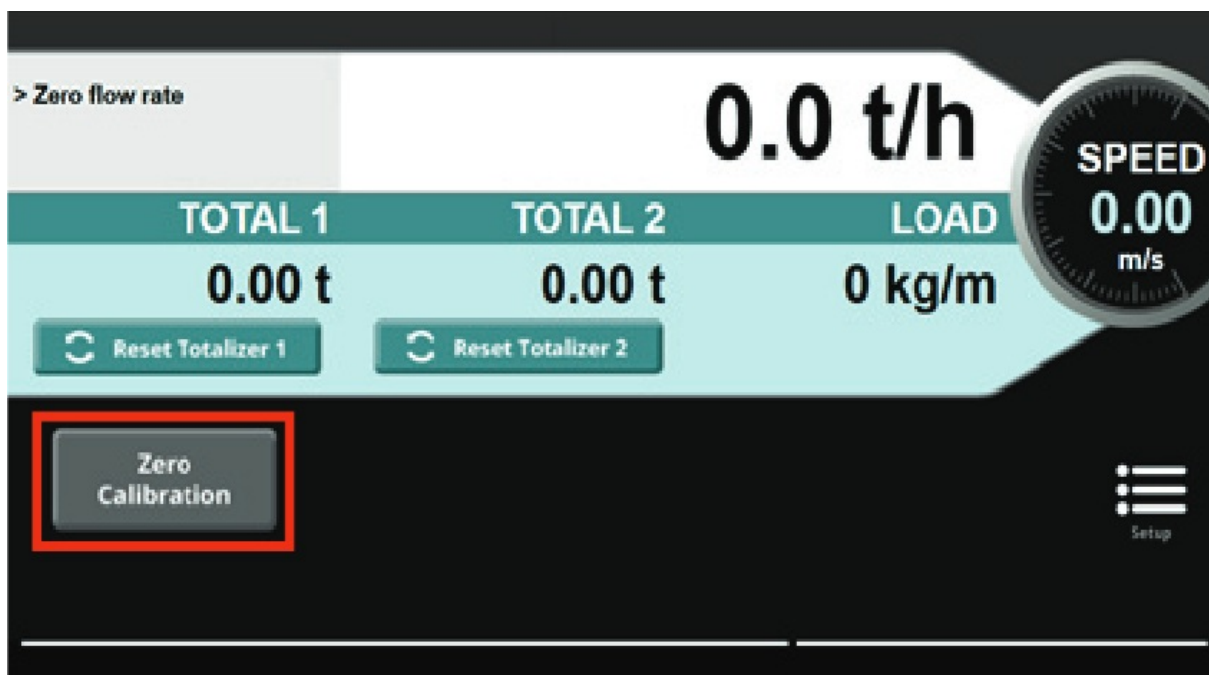 > Zero flow rate
0.0 t/h
SPEED
0.00
m/s
TOTAL 1
TOTAL 2
LOAD
0.00 t
0.00 t
0 kg/m
Reset Totalizer 1
Reset Totalizer 2
Zero
Calibration
Setup